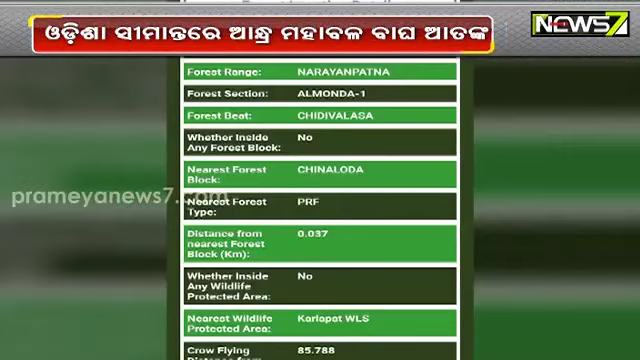 ଓଡ଼ିଶା ସୀମାନ୍ତରେ ଆନ୍ଧ୍ର ମହାବଳ ବାଘ ଆତଙ୍କ
NEWS7
Forest Range: NARAYANPATNA
Forest Section: ALMONDA-1
Forest Beat: CHIDIVALASA
Whether Inside No
Any Forest Block:
Nearest Forest CHINALODA
Block:
prameyanews7.com
Nearest Forest PRF
Type:
Distance from 0.037
nearest Forest
Block (Km):
Whether Inside No
Any Wildlife
Protected Area:
Nearest Wildlife Karlapat WLS
Protected Area:
Crow Flying 85.788